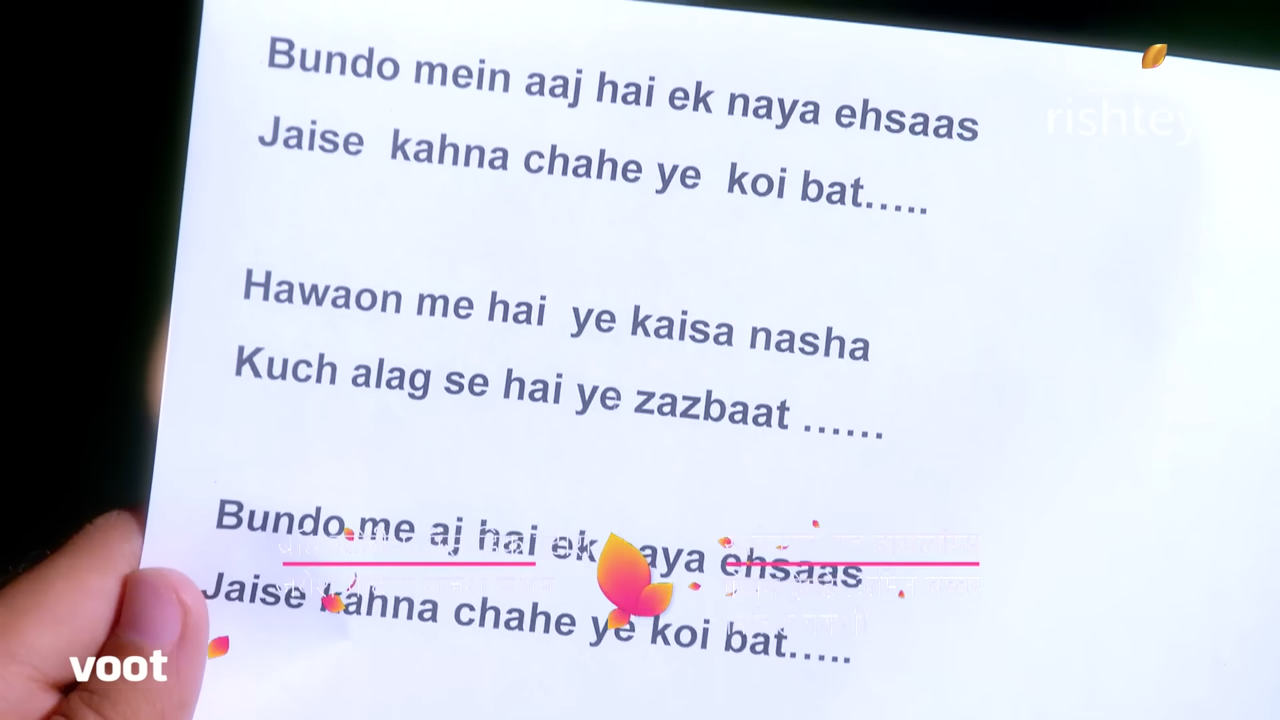 Bundo mein aaj hai ek naya ehsaas
rishtey
Jaise kahna chahe ye koi bat.....
Hawaon me hai ye kaisa nasha
Kuch alag se hai ye zazbaat ......
Bundo me aj hai ek naya ehsaas
Jaise kahna chahe ye koi bat.....
voot